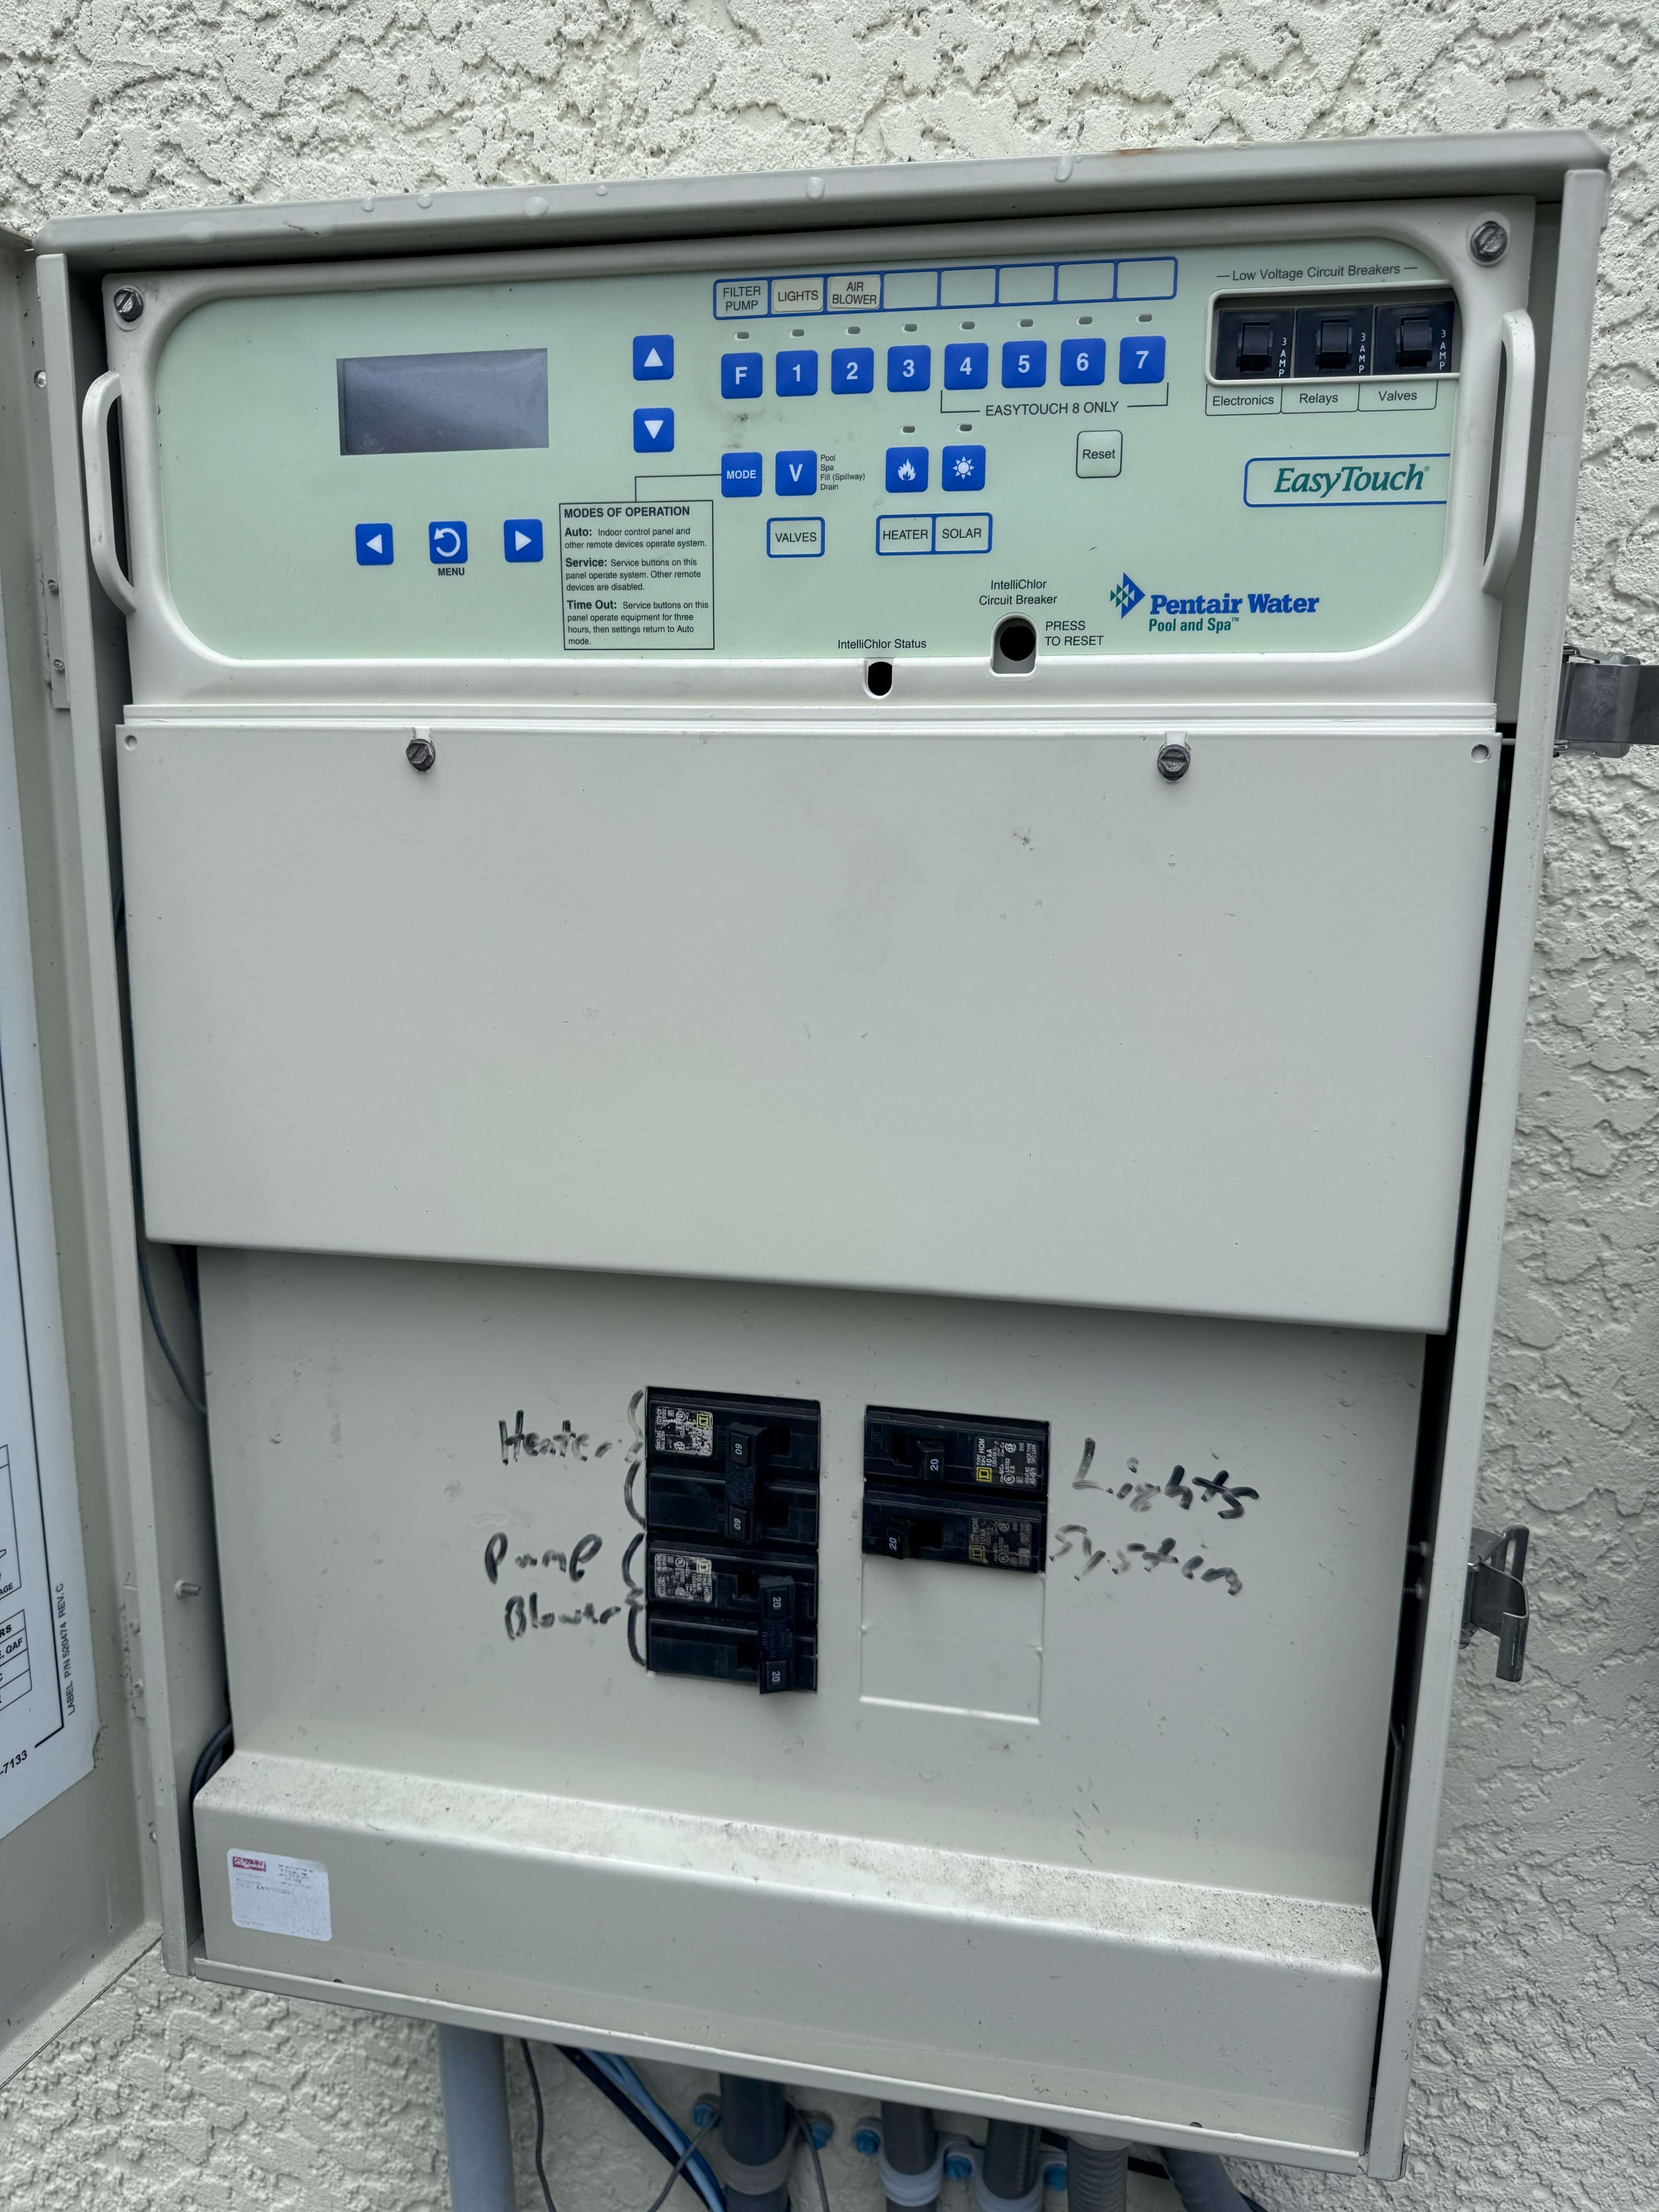 FILTER
PUMP
LIGHTS
AIR
BLOWER
F
1
2
3
4
5
6
7
EASYTOUCH 8 ONLY
— Low Voltage Circuit Breakers —
3 AMP
3 AMP
3 AMP
Electronics
Relays
Valves
MODE
V
Pool
Spa
Fill (Spillway)
Drain
Reset
EasyTouch®
VALVES
HEATER
SOLAR
MENU
MODES OF OPERATION
Auto: Indoor control panel and
other remote devices operate system.
Service: Service buttons on this
panel operate system. Other remote
devices are disabled.
Time Out: Service buttons on this
panel operate equipment for three
hours, then settings return to Auto
mode.
IntelliChlor Status
IntelliChlor
Circuit Breaker
PRESS
TO RESET
Pentair Water
Pool and Spa™
Heater
60
60
Pump
Blower
20
20
20
Lights
20
System
LABEL P/N 520474 REV. C
-7133